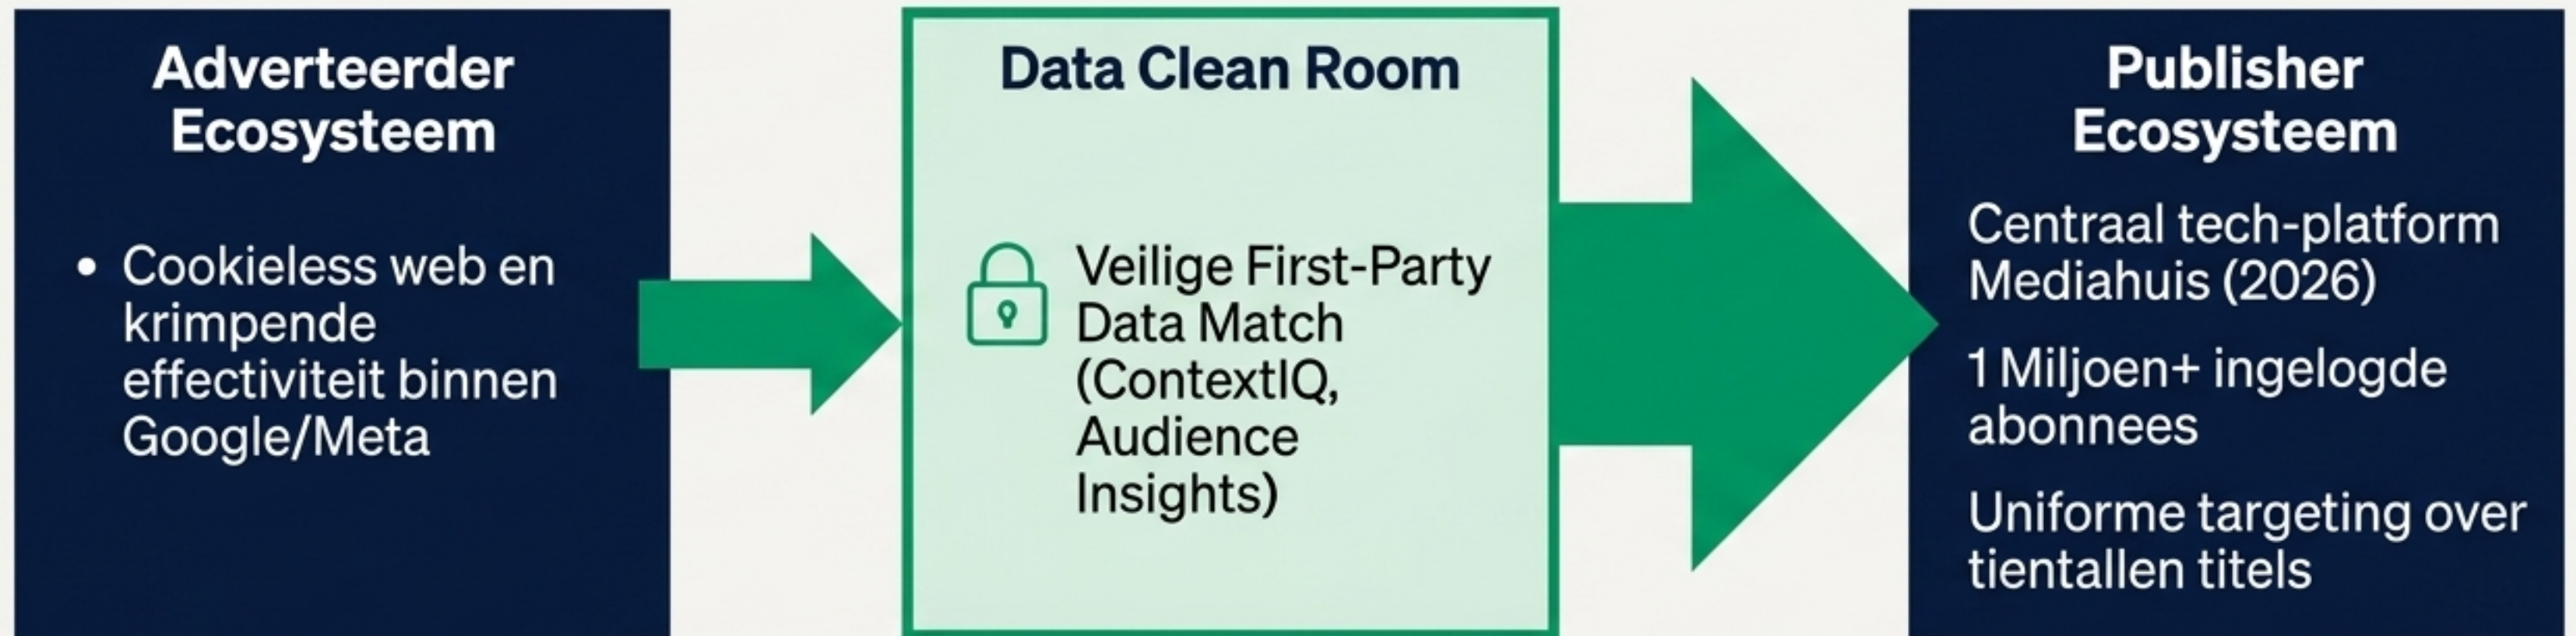 Adverteerder
Ecosysteem
• Cookieless web en
krimpende
effectiviteit binnen
Google/Meta
Data Clean Room
Veilige First-Party
Data Match
(ContextIQ,
Audience
Insights)
Publisher
Ecosysteem
Centraal tech-platform
Mediahuis (2026)
1 Miljoen+ ingelogde
abonnees
Uniforme targeting over
tientallen titels